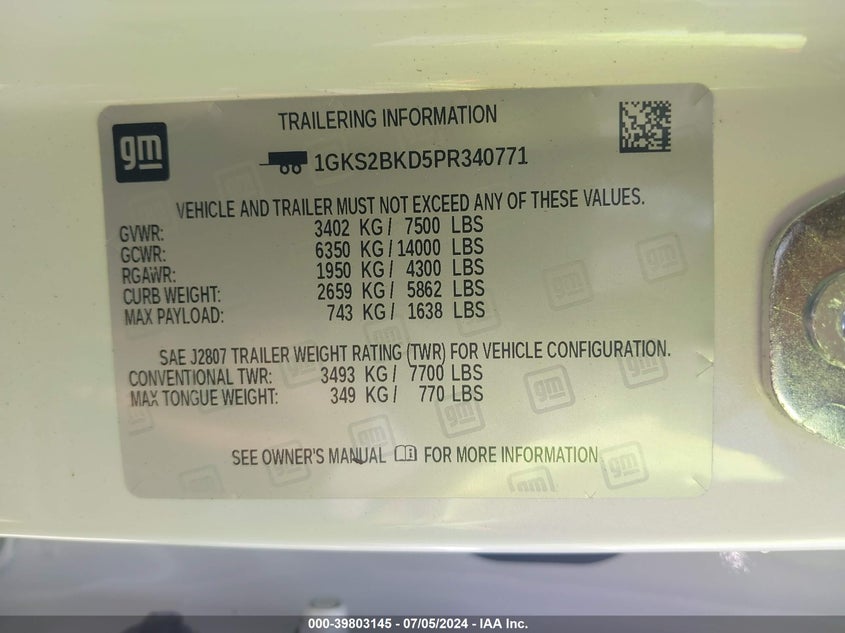 gm
TRAILERING INFORMATION
1GKS2BKD5PR340771
VEHICLE AND TRAILER MUST NOT EXCEED ANY OF THESE VALUES.
GVWR: 3402 KG / 7500 LBS
GCWR: 6350 KG / 14000 LBS
RGAWR: 1950 KG / 4300 LBS
CURB WEIGHT: 2659 KG / 5862 LBS
MAX PAYLOAD: 743 KG / 1638 LBS
SAE J2807 TRAILER WEIGHT RATING (TWR) FOR VEHICLE CONFIGURATION.
CONVENTIONAL TWR: 3493 KG / 7700 LBS
MAX TONGUE WEIGHT: 349 KG / 770 LBS
SEE OWNER'S MANUAL FOR MORE INFORMATION
000-39803145 - 07/05/2024 - IAA Inc.